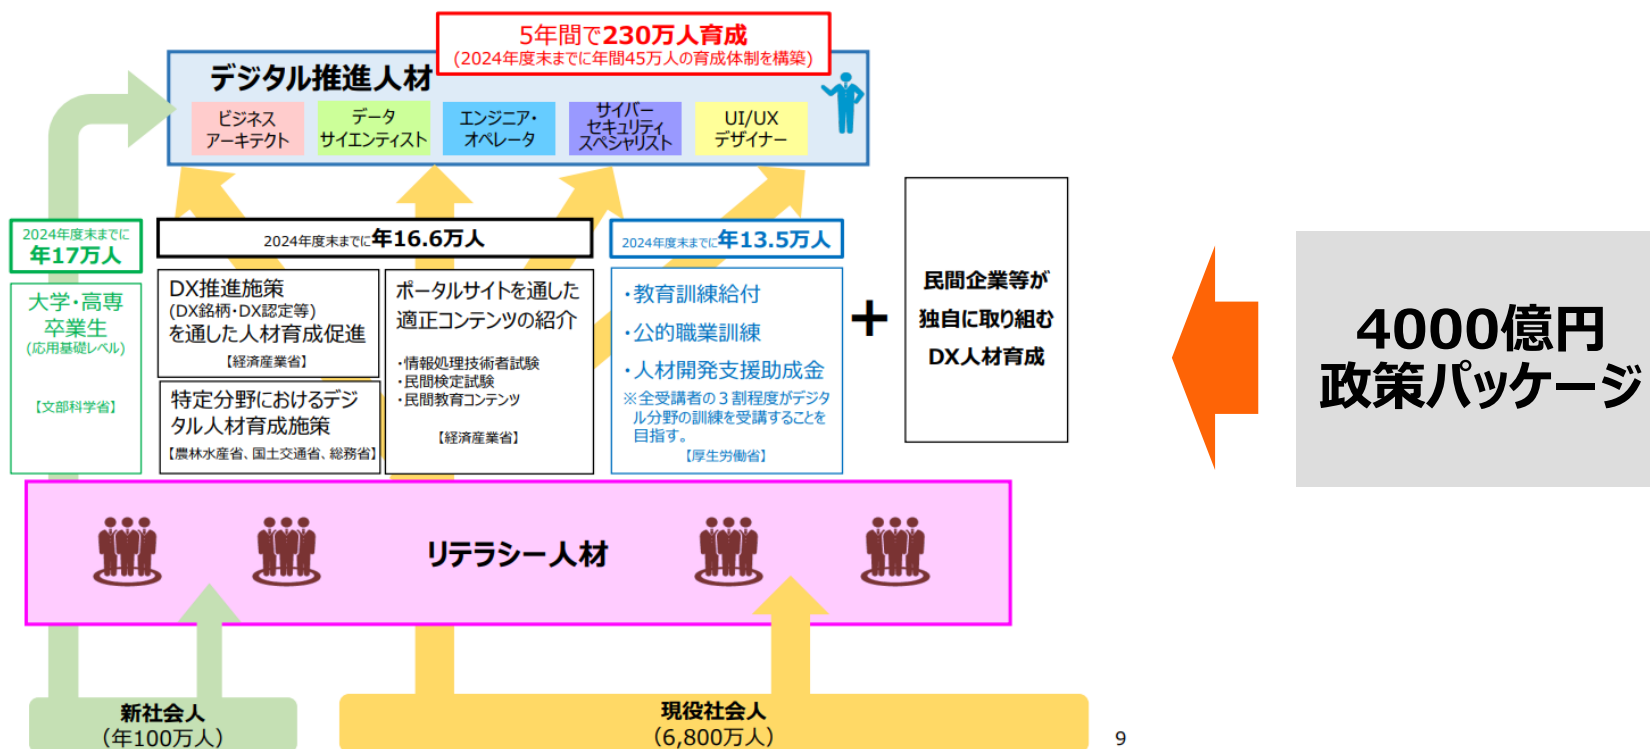 5年間で230万人育成
(2024年度末までに年間45万人の育成体制を構築)
デジタル推進人材
ビジネス
アーキテクト
データ
サイエンティスト
エンジニア・
オペレータ
サイバー
セキュリティ
スペシャリスト
UI/UX
デザイナー
2024年度末までに
年17万人
大学・高専
卒業生
(応用基礎レベル)
【文部科学省】
2024年度末までに年16.6万人
DX推進施策
(DX銘柄・DX認定等)
を通した人材育成促進
【経済産業省】
特定分野におけるデジ
タル人材育成施策
【農林水産省、国土交通省、総務省】
ポータルサイトを通した
適正コンテンツの紹介
・情報処理技術者試験
・民間検定試験
・民間教育コンテンツ
【経済産業省】
2024年度末までに年13.5万人
・教育訓練給付
・公的職業訓練
・人材開発支援助成金
※全受講者の3割程度がデジタ
ル分野の訓練を受講することを
目指す。
【厚生労働省】
+
民間企業等が
独自に取り組む
DX人材育成
4000億円
政策パッケージ
リテラシー人材
新社会人
（年100万人）
現役社会人
（6,800万人）
9